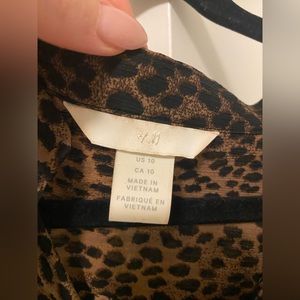 H&M
US 10
CA 10
MADE IN
VIETNAM
FABRIQUÉ EN
VIETNAM